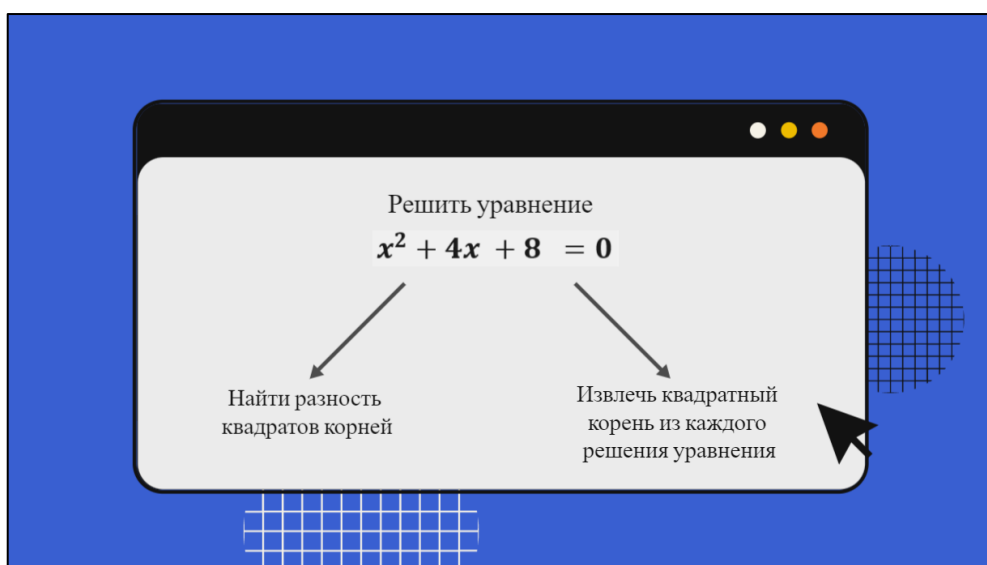 Решить уравнение
x² + 4x + 8 = 0
Найти разность
квадратов корней
Извлечь квадратный
корень из каждого
решения уравнения